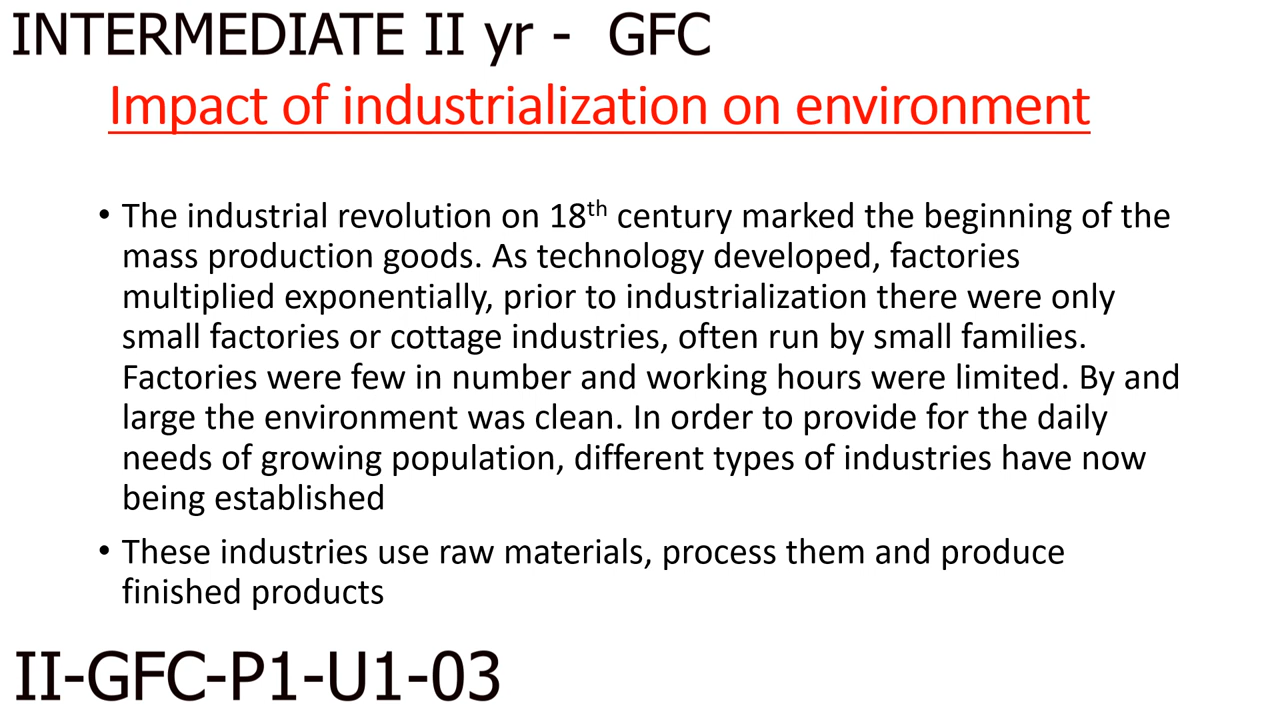 INTERMEDIATE II yr - GFC
Impact of industrialization on environment
• The industrial revolution on 18th century marked the beginning of the
mass production goods. As technology developed, factories
multiplied exponentially, prior to industrialization there were only
small factories or cottage industries, often run by small families.
Factories were few in number and working hours were limited. By and
large the environment was clean. In order to provide for the daily
needs of growing population, different types of industries have now
being established
• These industries use raw materials, process them and produce
finished products
II-GFC-P1-U1-03